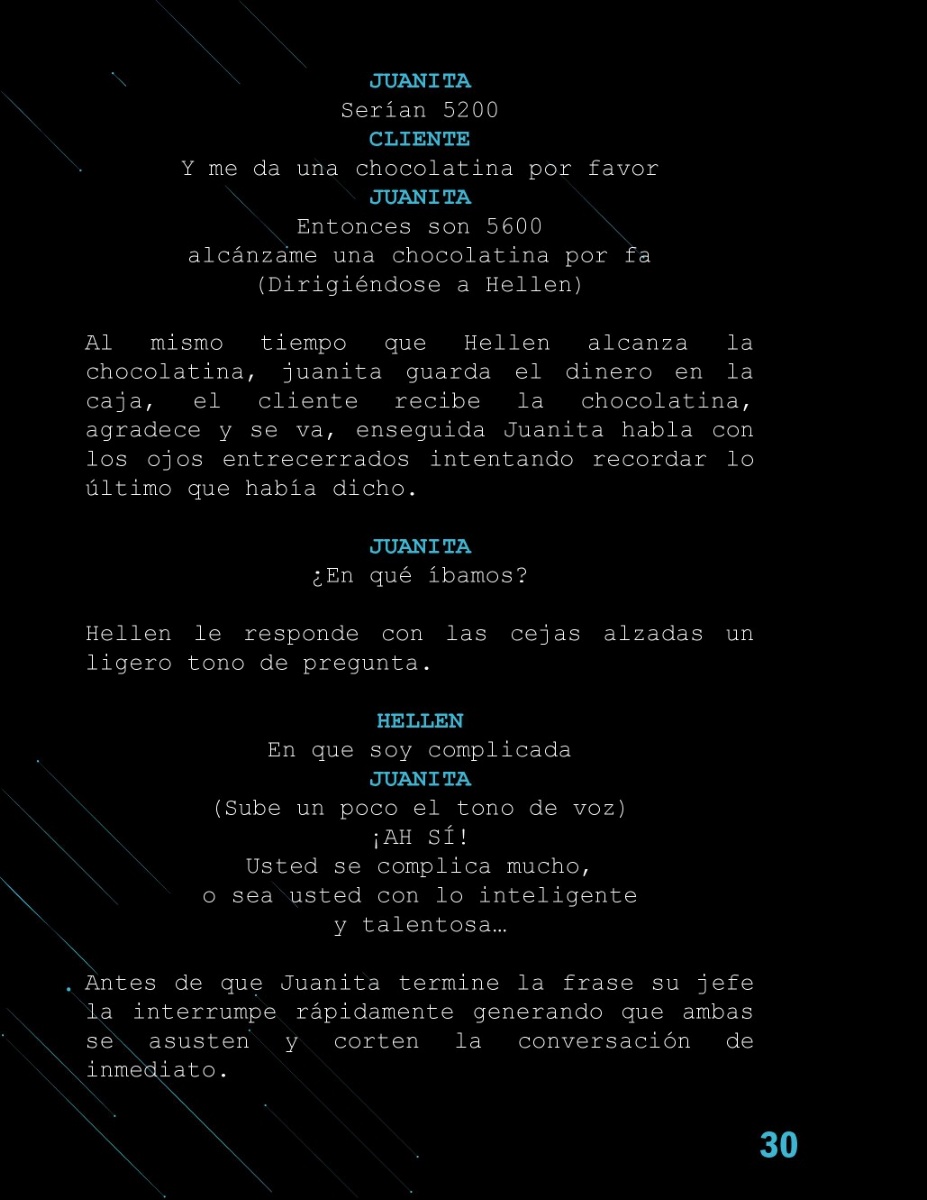 JUANITA
Serían 5200
CLIENTE
Y me da una chocolatina por favor
JUANITA
Entonces son 5600
alcánzame una chocolatina por fa
(Dirigiéndose a Hellen)
Al mismo tiempo que Hellen alcanza la
chocolatina, juanita guarda el dinero en la
caja, el cliente recibe la chocolatina,
agradece y se va, enseguida Juanita habla con
los ojos entrecerrados intentando recordar lo
último que había dicho.
JUANITA
¿En qué íbamos?
Hellen le responde con las cejas alzadas un
ligero tono de pregunta.
HELLEN
En que soy complicada
JUANITA
(Sube un poco el tono de voz)
¡AH SÍ!
Usted se complica mucho,
o sea usted con lo inteligente
y talentosa…
Antes de que Juanita termine la frase su jefe
la interrumpe rápidamente generando que ambas
se asusten y corten la conversación de
inmediato.
30